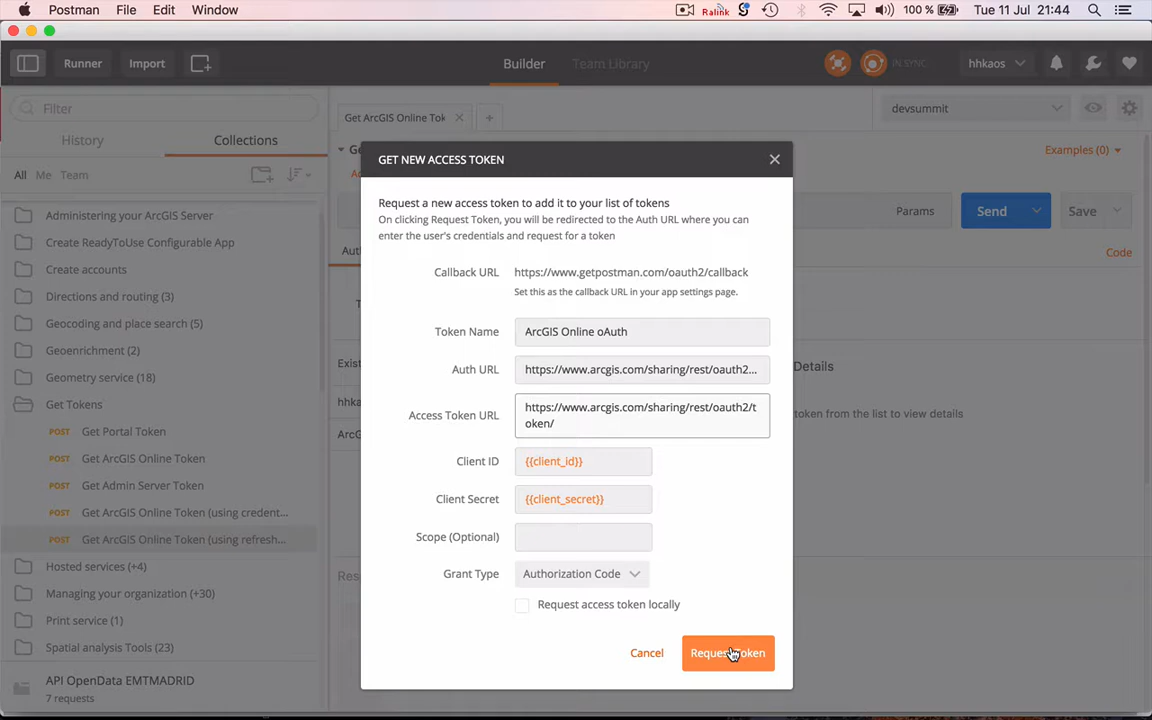 Postman File Edit Window Ralink 100 % Tue 11 Jul 21:44
Runner Import Builder Team Library IN SYNC hhkaos
Filter
History Collections
All Me Team
Administering your ArcGIS Server
Create ReadyToUse Configurable App
Create accounts
Directions and routing (3)
Geocoding and place search (5)
Geoenrichment (2)
Geometry service (18)
Get Tokens
POST Get Portal Token
POST Get ArcGIS Online Token
POST Get Admin Server Token
POST Get ArcGIS Online Token (using credent...
POST Get ArcGIS Online Token (using refresh...
Hosted services (+4)
Managing your organization (+30)
Print service (1)
Spatial analysis Tools (23)
API OpenData EMTMADRID
7 requests
Get ArcGIS Online Tok
devsummit
Examples (0)
Params Send Save
Code
Details
token from the list to view details
GET NEW ACCESS TOKEN
Request a new access token to add it to your list of tokens
On clicking Request Token, you will be redirected to the Auth URL where you can
enter the user's credentials and request for a token
Callback URL https://www.getpostman.com/oauth2/callback
Set this as the callback URL in your app settings page.
Token Name ArcGIS Online oAuth
Auth URL https://www.arcgis.com/sharing/rest/oauth2...
Access Token URL https://www.arcgis.com/sharing/rest/oauth2/t
oken/
Client ID {{client_id}}
Client Secret {{client_secret}}
Scope (Optional)
Grant Type Authorization Code
Request access token locally
Cancel Request Token